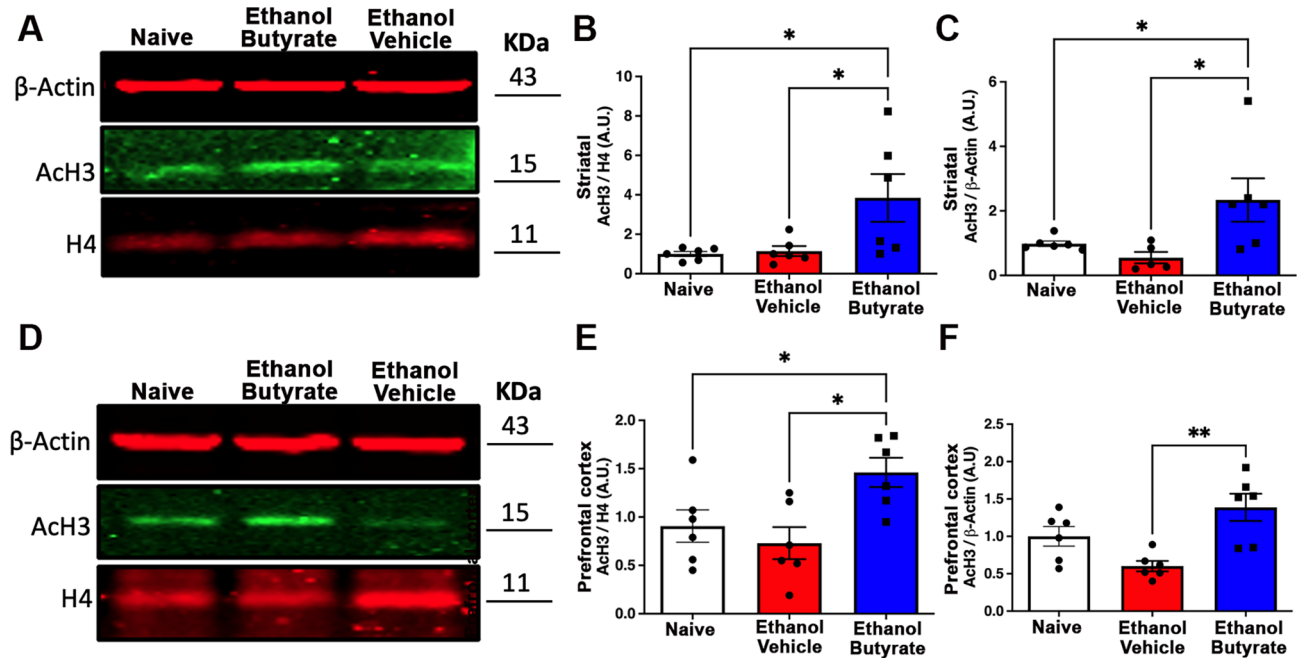 A
Naive
Ethanol
Butyrate
Ethanol
Vehicle
KDa
β-Actin
43
AcH3
15
H4
11
B
*
*
Striatal
AcH3 / H4 (A.U.)
10
8
6
4
2
0
Naive
Ethanol
Vehicle
Ethanol
Butyrate
C
*
*
Striatal
AcH3 / β-Actin (A.U.)
6
4
2
0
Naive
Ethanol
Vehicle
Ethanol
Butyrate
D
Naive
Ethanol
Butyrate
Ethanol
Vehicle
KDa
β-Actin
43
AcH3
15
H4
11
E
*
*
Prefrontal cortex
AcH3 / H4 (A.U.)
2.0
1.5
1.0
0.5
0.0
Naive
Ethanol
Vehicle
Ethanol
Butyrate
F
**
Prefrontal cortex
AcH3 / β-Actin (A.U)
2.5
2.0
1.5
1.0
0.5
0.0
Naive
Ethanol
Vehicle
Ethanol
Butyrate